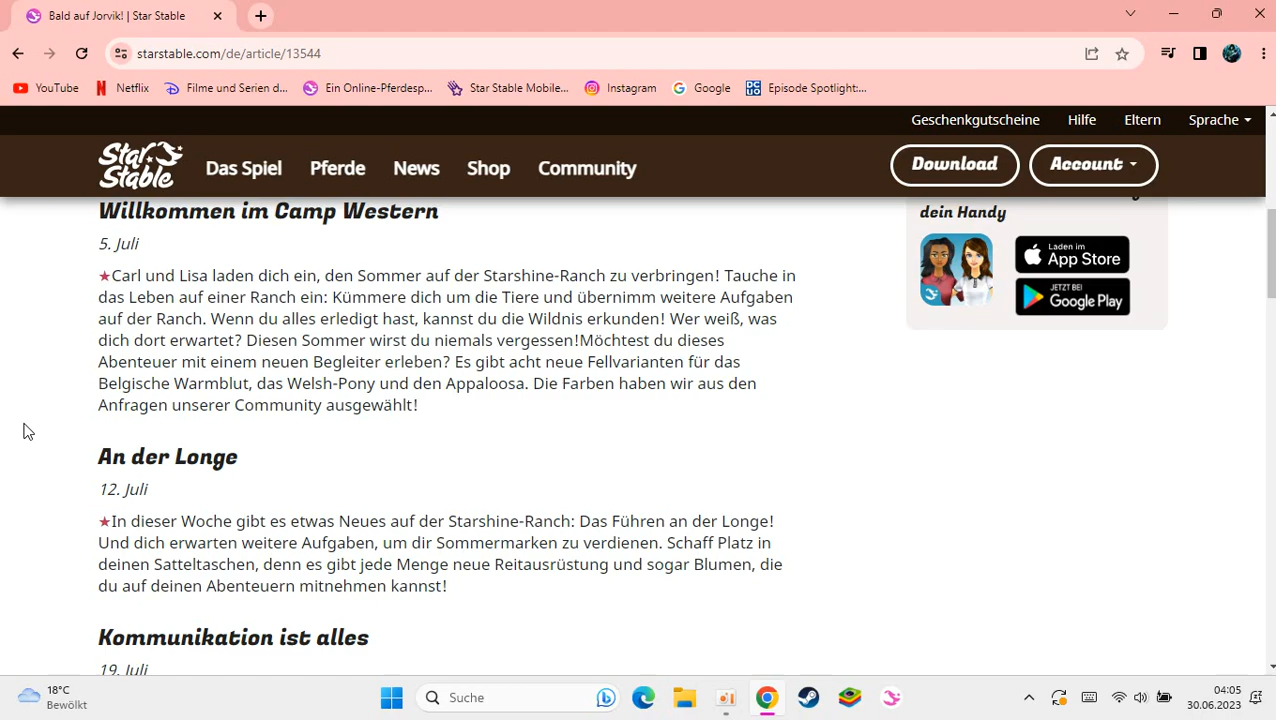 Bald auf Jorvik! | Star Stable
starstable.com/de/article/13544
YouTube Netflix Filme und Serien d... Ein Online-Pferdesp... Star Stable Mobile... Instagram Google Episode Spotlight:...
Geschenkgutscheine Hilfe Eltern Sprache
Star Stable Das Spiel Pferde News Shop Community Download Account
Willkommen im Camp Western
5. Juli
★Carl und Lisa laden dich ein, den Sommer auf der Starshine-Ranch zu verbringen! Tauche in
das Leben auf einer Ranch ein: Kümmere dich um die Tiere und übernimm weitere Aufgaben
auf der Ranch. Wenn du alles erledigt hast, kannst du die Wildnis erkunden! Wer weiß, was
dich dort erwartet? Diesen Sommer wirst du niemals vergessen!Möchtest du dieses
Abenteuer mit einem neuen Begleiter erleben? Es gibt acht neue Fellvarianten für das
Belgische Warmblut, das Welsh-Pony und den Appaloosa. Die Farben haben wir aus den
Anfragen unserer Community ausgewählt!
An der Longe
12. Juli
★In dieser Woche gibt es etwas Neues auf der Starshine-Ranch: Das Führen an der Longe!
Und dich erwarten weitere Aufgaben, um dir Sommermarken zu verdienen. Schaff Platz in
deinen Satteltaschen, denn es gibt jede Menge neue Reitausrüstung und sogar Blumen, die
du auf deinen Abenteuern mitnehmen kannst!
Kommunikation ist alles
19. Juli
dein Handy
Laden im
App Store
JETZT BEI
Google Play
18°C
Bewölkt
Suche
04:05
30.06.2023